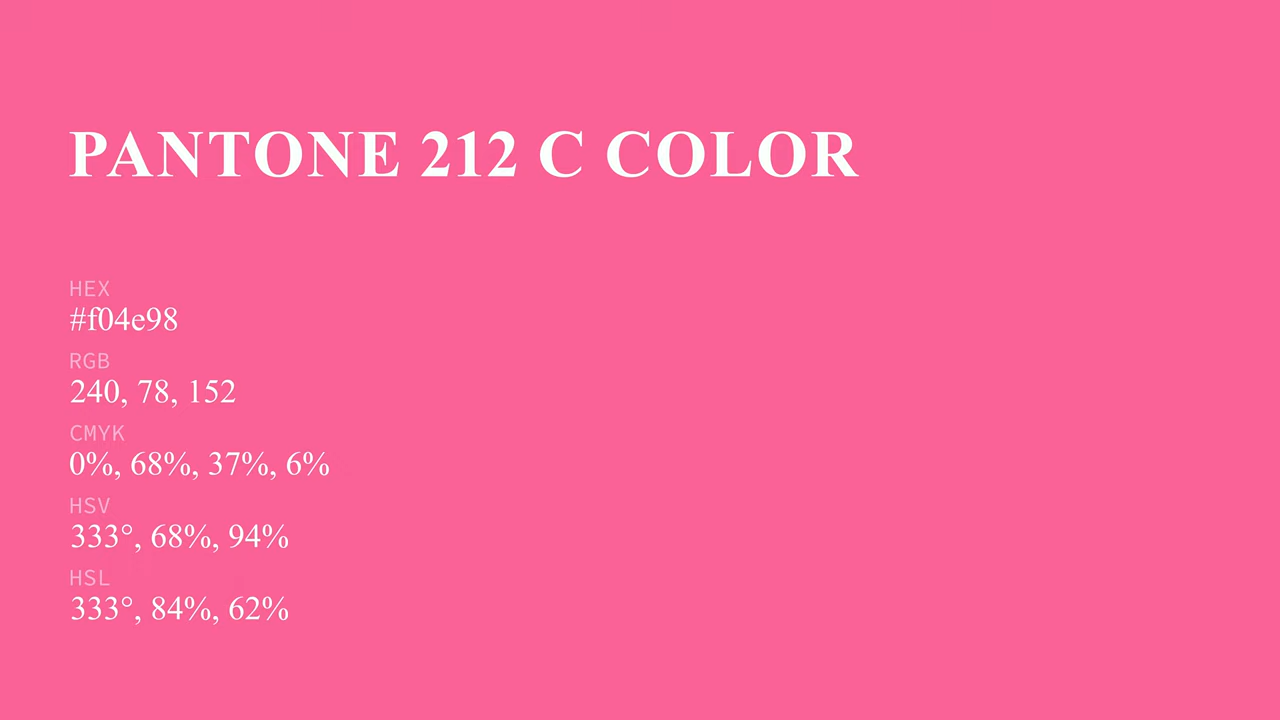 PANTONE 212 C COLOR
HEX
#f04e98
RGB
240, 78, 152
CMYK
0%, 68%, 37%, 6%
HSV
333°, 68%, 94%
HSL
333°, 84%, 62%